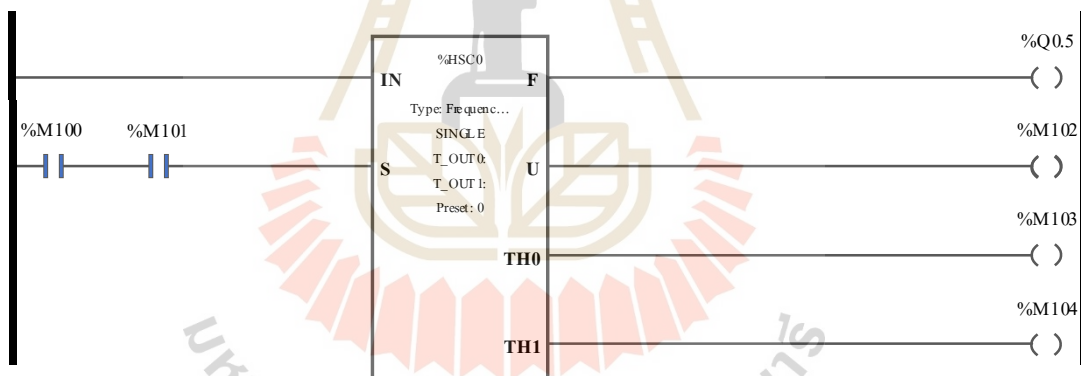 %HSC0
%Q0.5
IN
F
Type: Frequenc...
%M100
%M101
SINGLE
%M102
S
T_OUT0:
U
T_OUT1:
Preset: 0
%M103
TH0
%M104
TH1